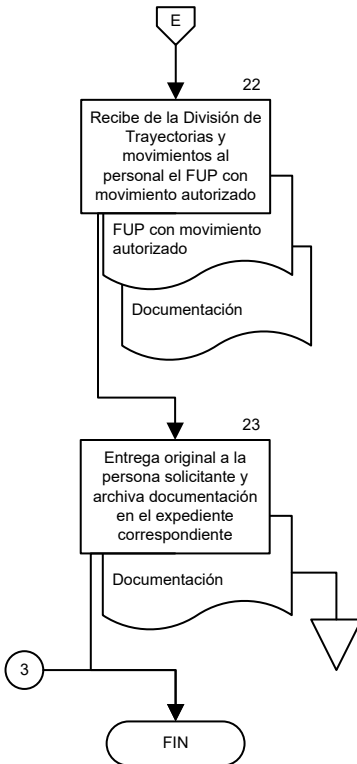 E
22
Recibe de la División de
Trayectorias y
movimientos al
personal el FUP con
movimiento autorizado
FUP con movimiento
autorizado
Documentación
23
Entrega original a la
persona solicitante y
archiva documentación
en el expediente
correspondiente
Documentación
3
FIN